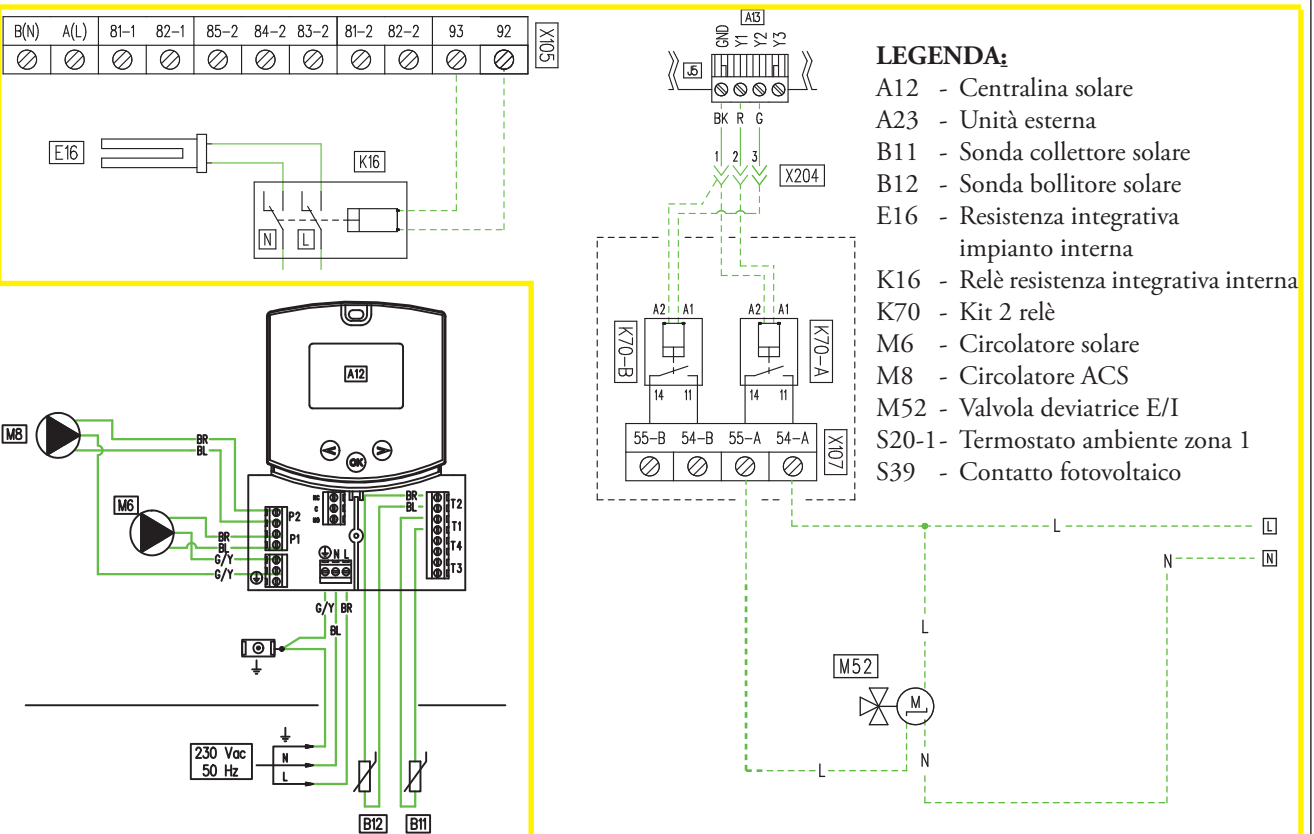 B(N) A(L) 81-1 82-1 85-2 84-2 83-2 81-2 82-2 93 92
X105
E16
K16
N L
A13
GND Y1 Y2 Y3
J5
BK R G
1 2 3
X204
A2 A1 A2 A1
K70-B K70-A
14 11 14 11
55-B 54-B 55-A 54-A
X107
L L
N N
L
M52
M
L N
LEGENDA:
A12 - Centralina solare
A23 - Unità esterna
B11 - Sonda collettore solare
B12 - Sonda bollitore solare
E16 - Resistenza integrativa
impianto interna
K16 - Relè resistenza integrativa interna
K70 - Kit 2 relè
M6 - Circolatore solare
M8 - Circolatore ACS
M52 - Valvola deviatrice E/I
S20-1- Termostato ambiente zona 1
S39 - Contatto fotovoltaico
A12
< OK >
M8
BR
BL
M6
BR
BL
G/Y
G/Y
P2
P1
NC
C
NO
N L
BR
BL
T2
T1
T4
T3
G/Y BR
BL
230 Vac
50 Hz
N
L
B12 B11